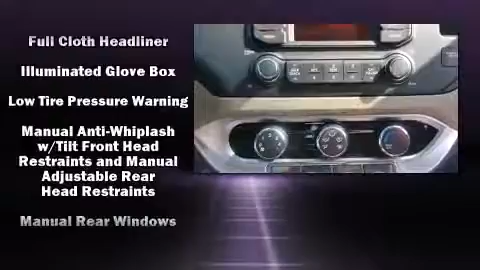 Full Cloth Headliner
Illuminated Glove Box
Low Tire Pressure Warning
Manual Anti-Whiplash
w/Tilt Front Head
Restraints and Manual
Adjustable Rear
Head Restraints
Manual Rear Windows